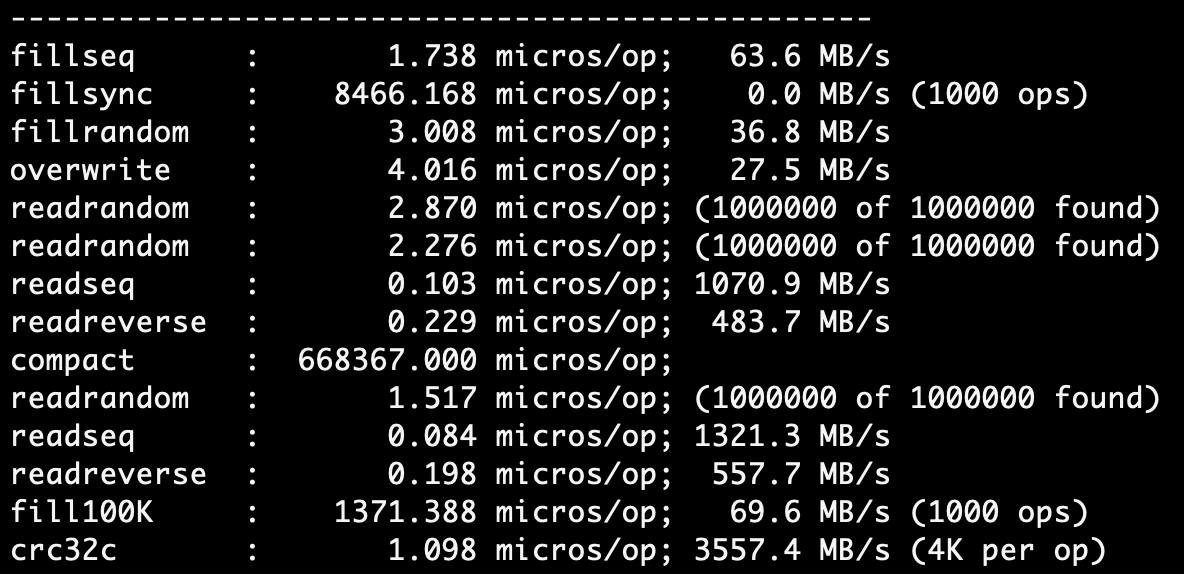 ------------------------------------------------
fillseq      :       1.738 micros/op;   63.6 MB/s
fillsync     :    8466.168 micros/op;    0.0 MB/s (1000 ops)
fillrandom   :       3.008 micros/op;   36.8 MB/s
overwrite    :       4.016 micros/op;   27.5 MB/s
readrandom   :       2.870 micros/op; (1000000 of 1000000 found)
readrandom   :       2.276 micros/op; (1000000 of 1000000 found)
readseq      :       0.103 micros/op; 1070.9 MB/s
readreverse  :       0.229 micros/op;  483.7 MB/s
compact      :  668367.000 micros/op;
readrandom   :       1.517 micros/op; (1000000 of 1000000 found)
readseq      :       0.084 micros/op; 1321.3 MB/s
readreverse  :       0.198 micros/op;  557.7 MB/s
fill100K     :    1371.388 micros/op;   69.6 MB/s (1000 ops)
crc32c       :       1.098 micros/op; 3557.4 MB/s (4K per op)